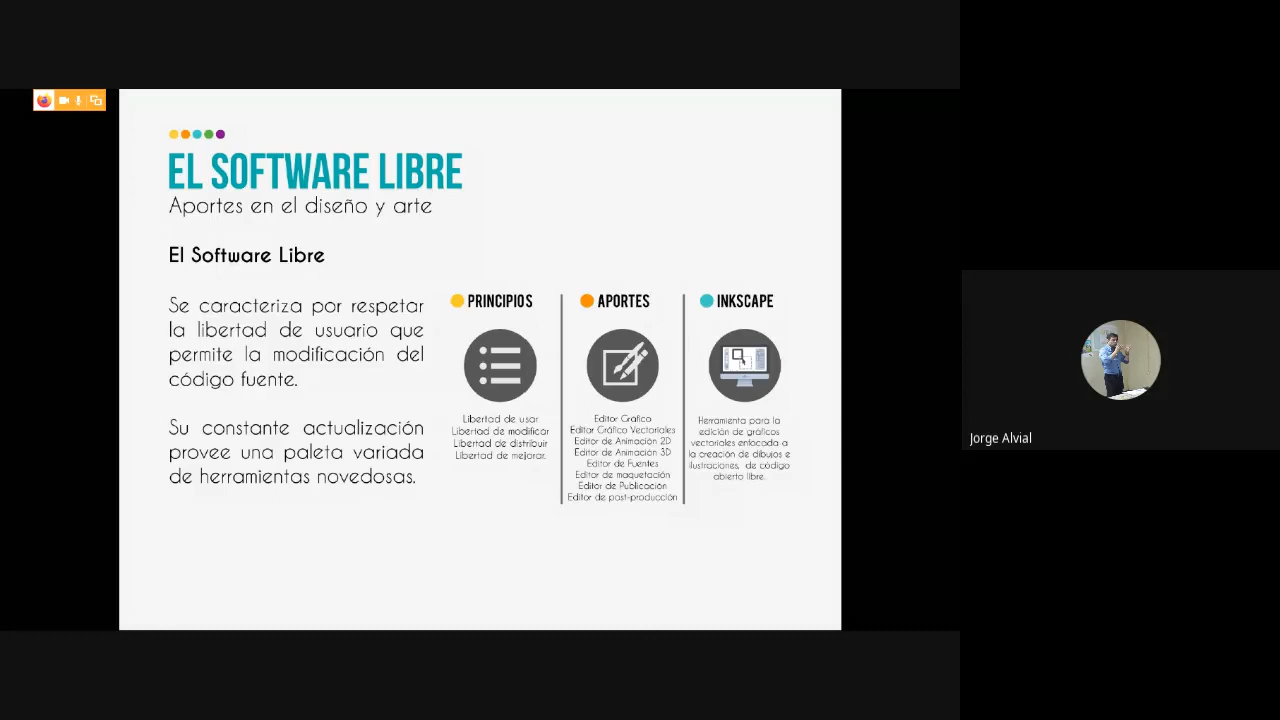 EL SOFTWARE LIBRE
Aportes en el diseño y arte
El Software Libre
Se caracteriza por respetar
la libertad de usuario que
permite la modificación del
código fuente.
Su constante actualización
provee una paleta variada
de herramientas novedosas.
PRINCIPIOS
Libertad de usar
Libertad de modificar
Libertad de distribuir
Libertad de mejorar.
APORTES
Editor Gráfico
Editor Gráfico Vectoriales
Editor de Animación 2D
Editor de Animación 3D
Editor de Fuentes
Editor de maquetación
Editor de Publicación
Editor de post-producción
INKSCAPE
Herramienta para la
edición de gráficos
vectoriales enfocada a
la creación de dibujos e
ilustraciones, de código
abierto libre.
Jorge Alvial